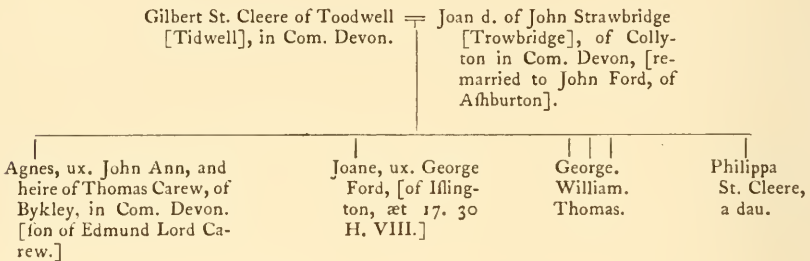 Gilbert St. Cleere of Toodwell
[Tidwell], in Com. Devon.
Joan d. of John Strawbridge
[Trowbridge], of Colly-
ton in Com. Devon, [re-
married to John Ford, of
Aſhburton].
Agnes, ux. John Ann, and
heire of Thomas Carew, of
Bykley, in Com. Devon.
[ſon of Edmund Lord Ca-
rew.]
Joane, ux. George
Ford, [of Iſling-
ton, æt 17. 30
H. VIII.]
George.
William.
Thomas.
Philippa
St. Cleere,
a dau.